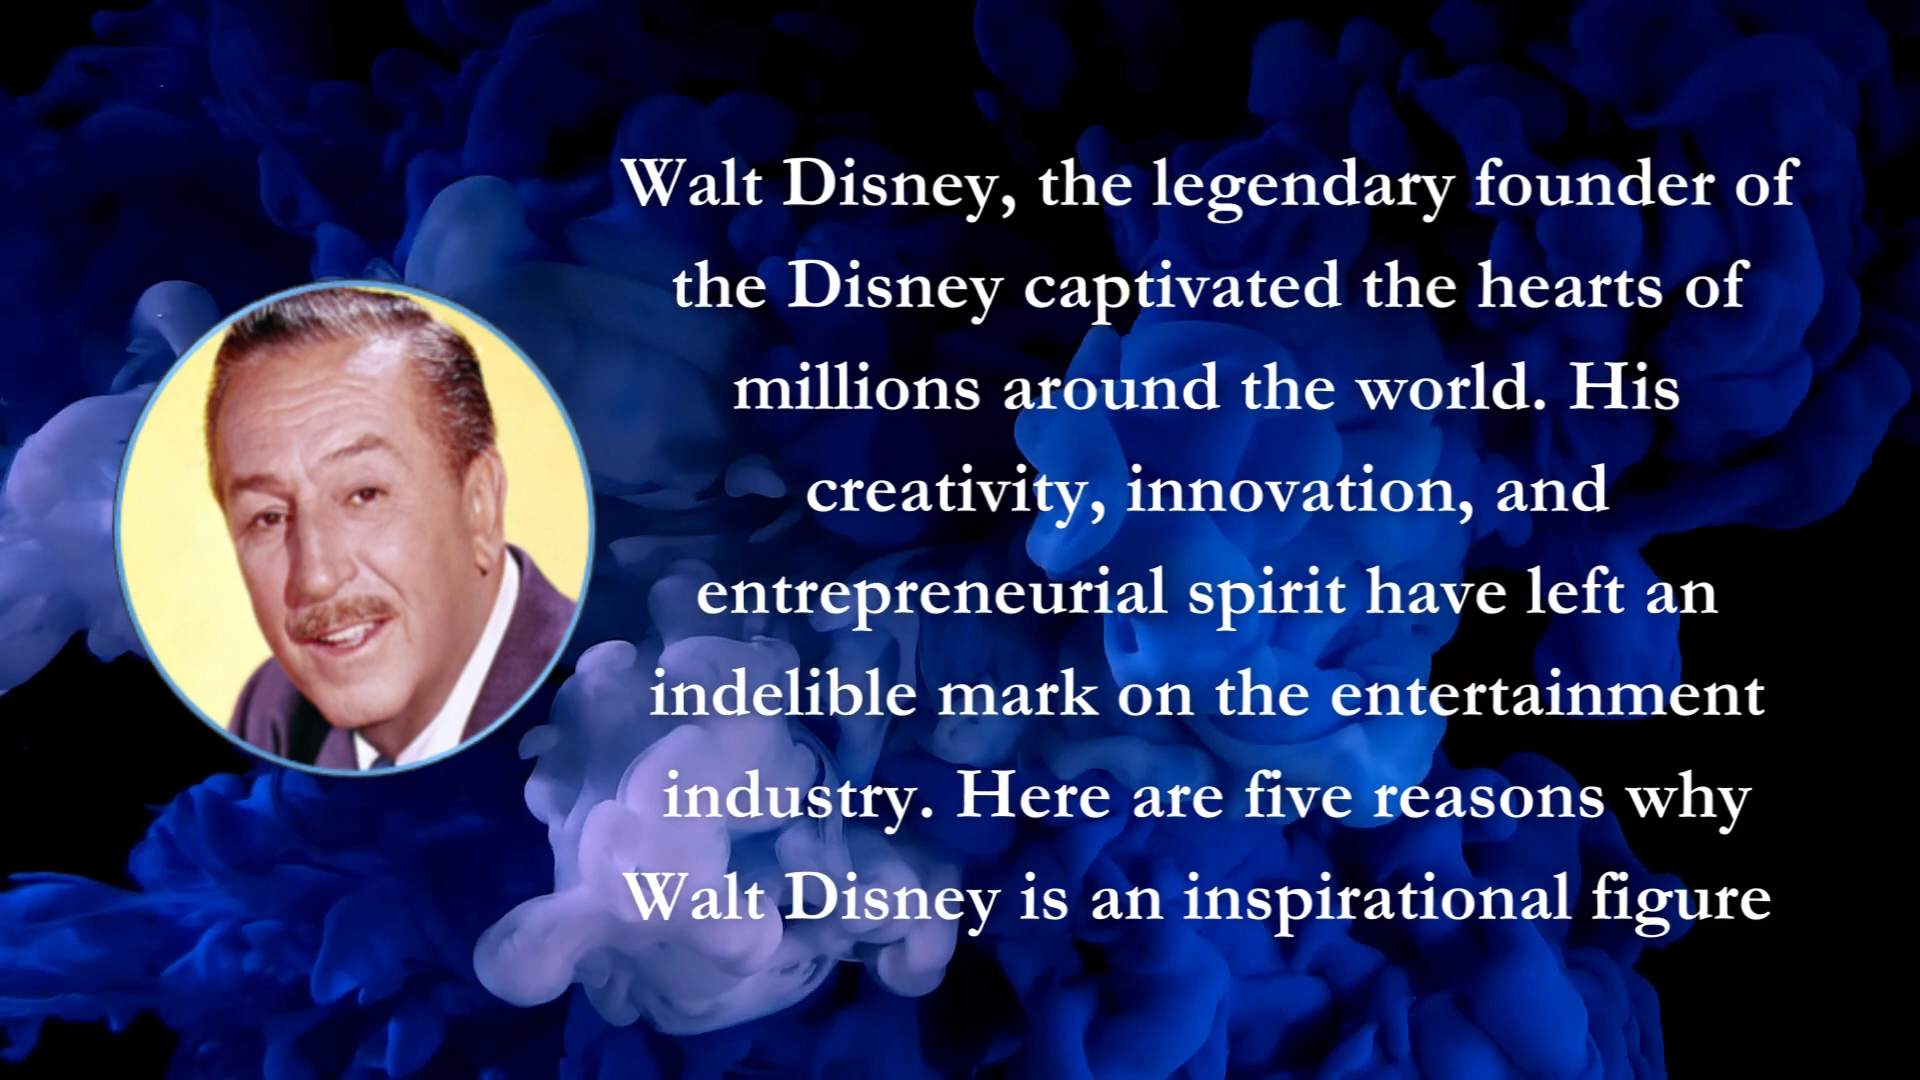 Walt Disney, the legendary founder of
the Disney captivated the hearts of
millions around the world. His
creativity, innovation, and
entrepreneurial spirit have left an
indelible mark on the entertainment
industry. Here are five reasons why
Walt Disney is an inspirational figure